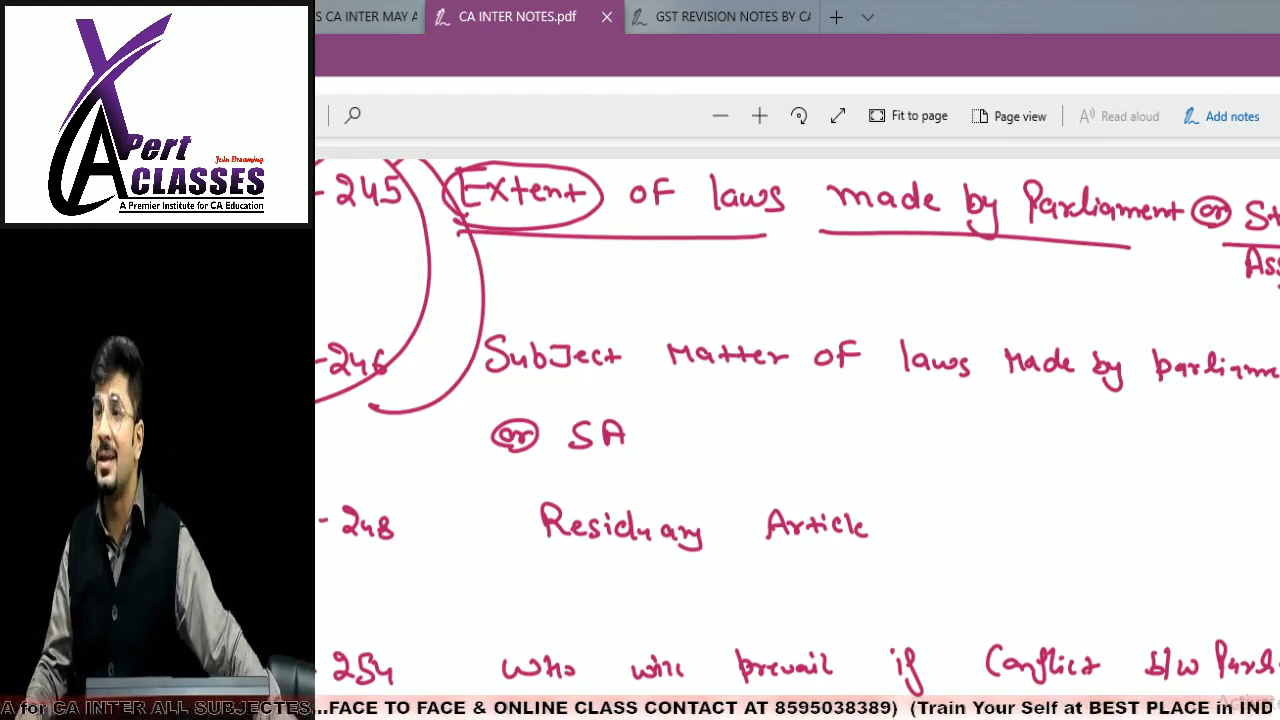 S CA INTER MAY A
CA INTER NOTES.pdf
GST REVISION NOTES BY CA
Fit to page
Page view
Read aloud
Add notes
XPert
Join Dreaming
CA CLASSES
A Premier Institute for CA Education
-245 Extent of laws made by Parliament or St
Ass
-246 Subject Matter of laws Made by parliame
or SA
-248 Residuary Article
-254 who will prevail if Conflict b/w Parli
A for CA INTER ALL SUBJECTES...FACE TO FACE & ONLINE CLASS CONTACT AT 8595038389) (Train Your Self at BEST PLACE in IND